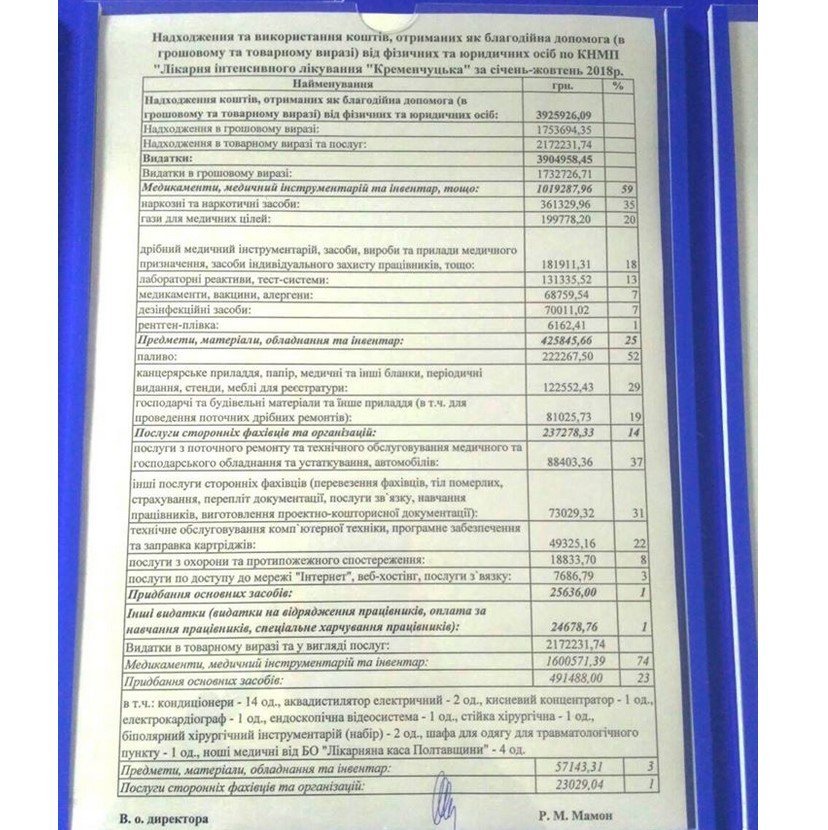 Надходження та використання коштів, отриманих як благодійна допомога (в
грошовому та товарному виразі) від фізичних та юридичних осіб по КНМП
"Лікарня інтенсивного лікування "Кременчуцька" за січень-жовтень 2018р.
Найменування грн. %
Надходження коштів, отриманих як благодійна допомога (в
грошовому та товарному виразі) від фізичних та юридичних осіб: 3925926,09
Надходження в грошовому виразі: 1753694,35
Надходження в товарному виразі та послуг: 2172231,74
Видатки: 3904958,45
Видатки в грошовому виразі: 1732726,71
Медикаменти, медичний інструментарій та інвентар, тощо: 1019287,96 59
наркозні та наркотичні засоби: 361329,96 35
гази для медичних цілей: 199778,20 20
дрібний медичний інструментарій, засоби, вироби та прилади медичного
призначення, засоби індивідуального захисту працівників, тощо: 181911,31 18
лабораторні реактиви, тест-системи: 131335,52 13
медикаменти, вакцини, алергени: 68759,54 7
дезінфекційні засоби: 70011,02 7
рентген-плівка: 6162,41 1
Предмети, матеріали, обладнання та інвентар: 425845,66 25
паливо: 222267,50 52
канцерярське приладдя, папір, медичні та інші бланки, періодичні
видання, стенди, меблі для реєстратури: 122552,43 29
господарчі та будівельні матеріали та їнше приладдя (в т.ч. для
проведення поточних дрібних ремонтів): 81025,73 19
Послуги сторонніх фахівців та організацій: 237278,33 14
послуги з поточного ремонту та технічного обслуговування медичного та
господарського обладнання та устаткування, автомобілів: 88403,36 37
інші послуги сторонніх фахівців (перевезення фахівців, тіл померлих,
страхування, перепліт документації, послуги зв`язку, навчання
працівників, виготовлення проектно-кошторисної документації): 73029,32 31
технічне обслуговування комп`ютерної техніки, програмне забезпечення
та заправка картріджів: 49325,16 22
послуги з охорони та протипожежного спостереження: 18833,70 8
послуги по доступу до мережі "Інтернет", веб-хостінг, послуги з`вязку: 7686,79 3
Придбання основних засобів: 25636,00 1
Інші видатки (видатки на відрядження працівників, оплата за
навчання працівників, спеціальне харчування працівників): 24678,76 1
Видатки в товарному виразі та у вигляді послуг: 2172231,74
Медикаменти, медичний інструментарій та інвентар: 1600571,39 74
Придбання основних засобів: 491488,00 23
в т.ч.: кондиціонери - 14 од., аквадистилятор електричний - 2 од., кисневий концентратор - 1 од.,
електрокардіограф - 1 од., ендоскопічна відеосистема - 1 од., стійка хірургічна - 1 од.,
біполярний хірургічний інструментарій (набір) - 2 од., шафа для одягу для травматологічного
пункту - 1 од., ноші медичні від БО "Лікарняна каса Полтавщини" - 4 од.
Предмети, матеріали, обладнання та інвентар: 57143,31 3
Послуги сторонніх фахівців та організацій: 23029,04 1
В. о. директора Р. М. Мамон